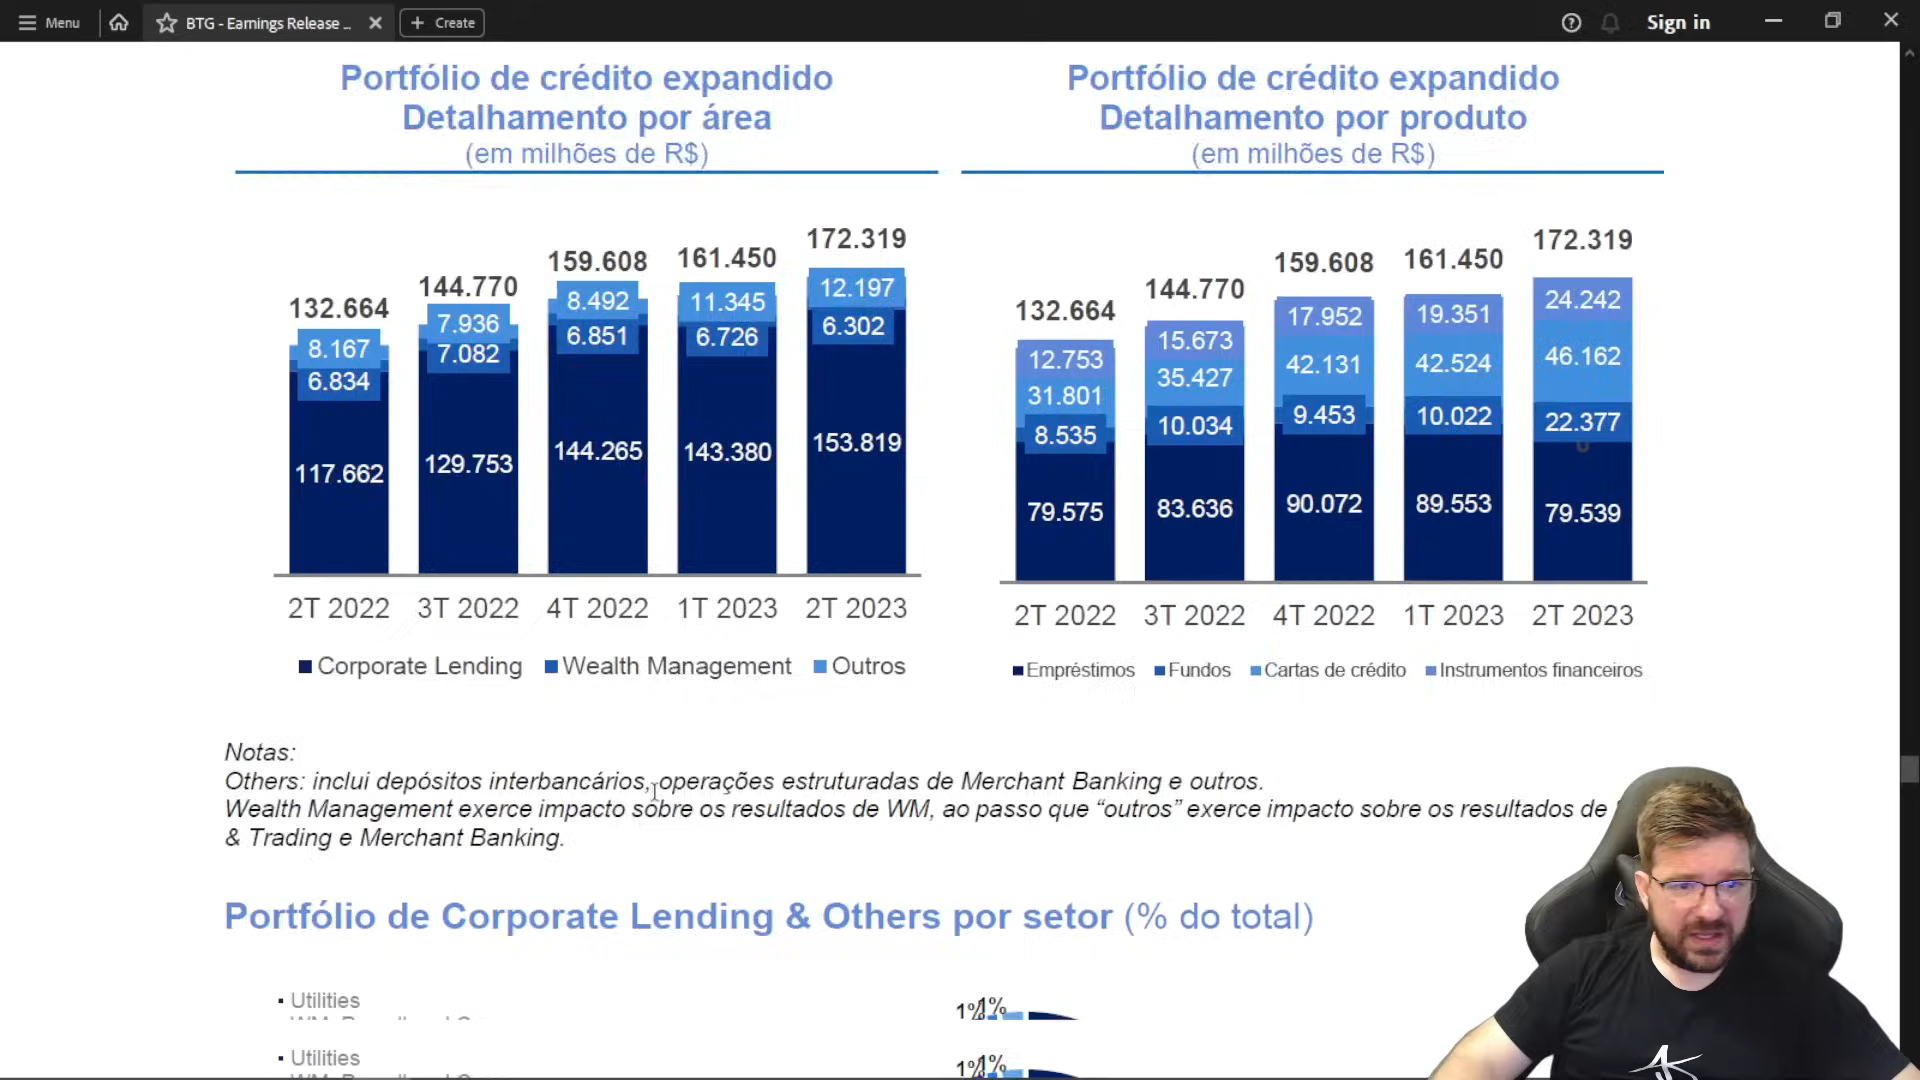 Menu
BTG - Earnings Release ...
Create
Sign in
Portfólio de crédito expandido
Detalhamento por área
(em milhões de R$)
132.664
144.770
159.608
161.450
172.319
8.167
7.936
8.492
11.345
12.197
6.834
7.082
6.851
6.726
6.302
117.662
129.753
144.265
143.380
153.819
2T 2022
3T 2022
4T 2022
1T 2023
2T 2023
Corporate Lending
Wealth Management
Outros
Portfólio de crédito expandido
Detalhamento por produto
(em milhões de R$)
132.664
144.770
159.608
161.450
172.319
12.753
15.673
17.952
19.351
24.242
31.801
35.427
42.131
42.524
46.162
8.535
10.034
9.453
10.022
22.377
79.575
83.636
90.072
89.553
79.539
2T 2022
3T 2022
4T 2022
1T 2023
2T 2023
Empréstimos
Fundos
Cartas de crédito
Instrumentos financeiros
Notas:
Others: inclui depósitos interbancários, operações estruturadas de Merchant Banking e outros.
Wealth Management exerce impacto sobre os resultados de WM, ao passo que “outros” exerce impacto sobre os resultados de
& Trading e Merchant Banking.
Portfólio de Corporate Lending & Others por setor (% do total)
▪ Utilities
1% 1%
▪ Utilities
1% 1%